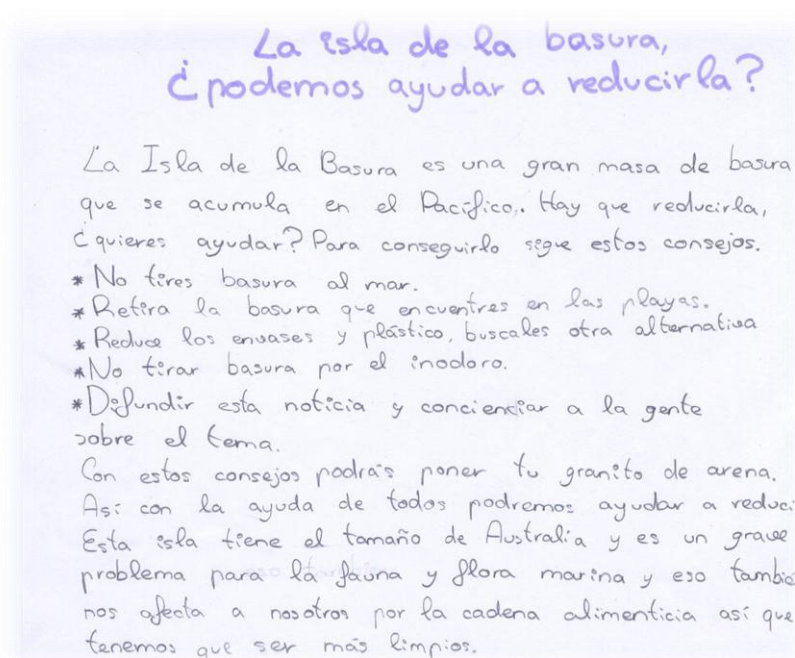 La isla de la basura,
¿podemos ayudar a reducirla?
La Isla de la Basura es una gran masa de basura
que se acumula en el Pacífico. Hay que reducirla,
¿quieres ayudar? Para conseguirlo sigue estos consejos.
* No tires basura al mar.
* Retira la basura que encuentres en las playas.
* Reduce los envases y plástico, buscales otra alternativa
* No tirar basura por el inodoro.
* Difundir esta noticia y concienciar a la gente
sobre el tema.
Con estos consejos podrás poner tu granito de arena.
Así con la ayuda de todos podremos ayudar a reduci
Esta isla tiene el tamaño de Australia y es un grave
problema para la fauna y flora marina y eso tambié
nos afecta a nosotros por la cadena alimenticia así que
tenemos que ser más limpios.